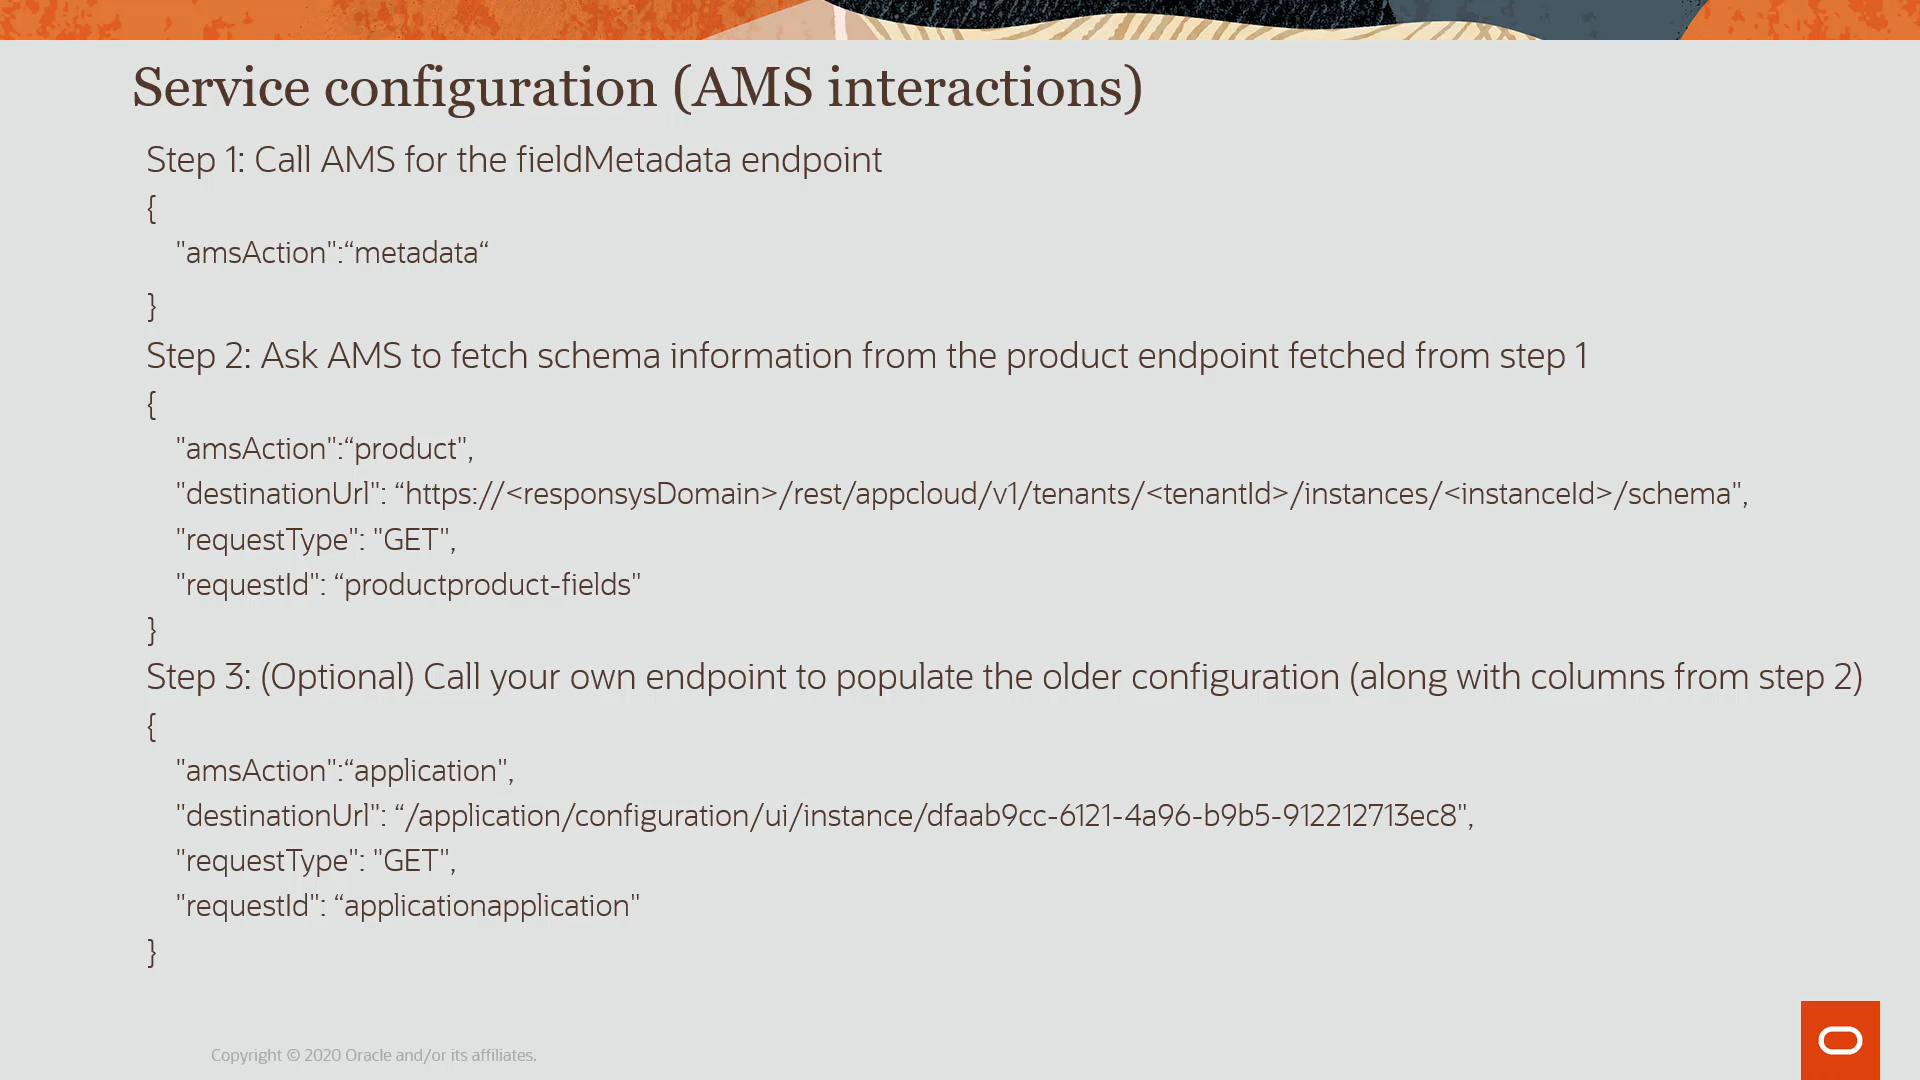 Service configuration (AMS interactions)
Step 1: Call AMS for the fieldMetadata endpoint
{
"amsAction":“metadata“
}
Step 2: Ask AMS to fetch schema information from the product endpoint fetched from step 1
{
"amsAction":“product",
"destinationUrl": “https://<responsysDomain>/rest/appcloud/v1/tenants/<tenantId>/instances/<instanceId>/schema",
"requestType": "GET",
"requestId": “productproduct-fields"
}
Step 3: (Optional) Call your own endpoint to populate the older configuration (along with columns from step 2)
{
"amsAction":“application",
"destinationUrl": “/application/configuration/ui/instance/dfaab9cc-6121-4a96-b9b5-912212713ec8",
"requestType": "GET",
"requestId": “applicationapplication"
}
Copyright © 2020 Oracle and/or its affiliates.